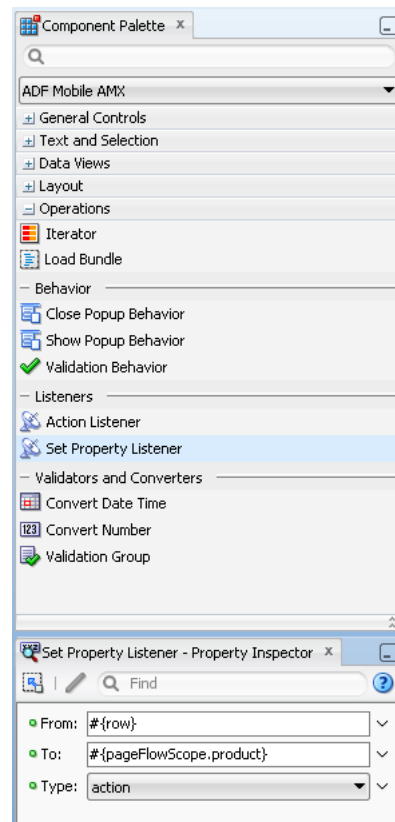 Component Palette
ADF Mobile AMX
General Controls
Text and Selection
Data Views
Layout
Operations
Iterator
Load Bundle
Behavior
Close Popup Behavior
Show Popup Behavior
Validation Behavior
Listeners
Action Listener
Set Property Listener
Validators and Converters
Convert Date Time
123 Convert Number
Validation Group
Set Property Listener - Property Inspector
Find
From: #{row}
To: #{pageFlowScope.product}
Type: action